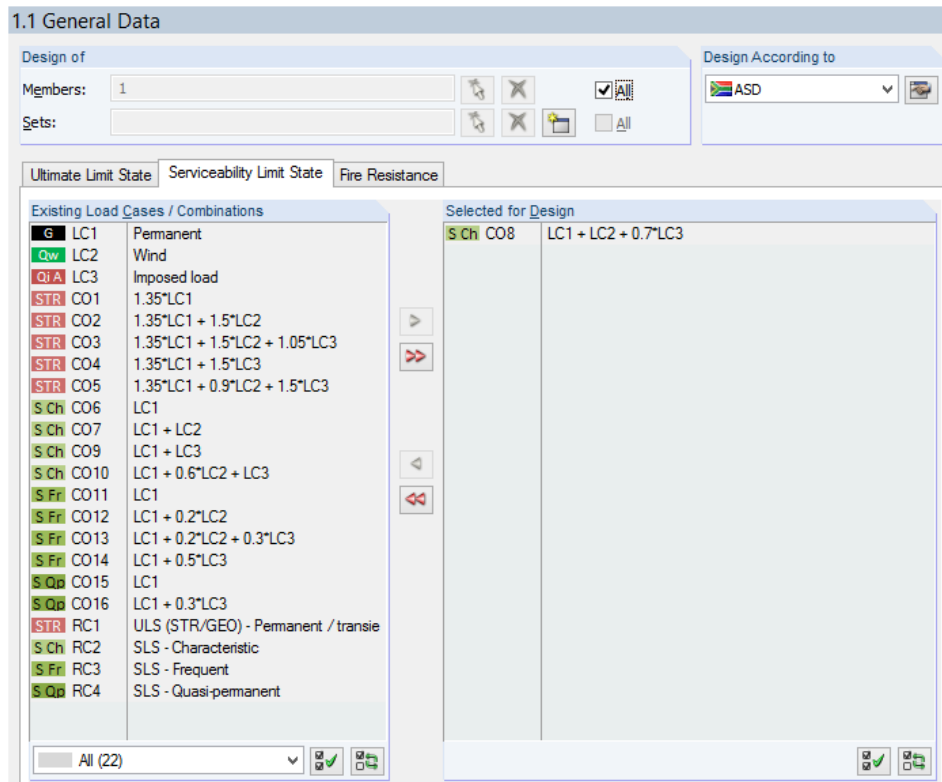 1.1 General Data
Design of
Design According to
Members: 1 All
ASD
Sets: All
Ultimate Limit State Serviceability Limit State Fire Resistance
Existing Load Cases / Combinations
G LC1 Permanent
Qw LC2 Wind
Qi A LC3 Imposed load
STR CO1 1.35*LC1
STR CO2 1.35*LC1 + 1.5*LC2
STR CO3 1.35*LC1 + 1.5*LC2 + 1.05*LC3
STR CO4 1.35*LC1 + 1.5*LC3
STR CO5 1.35*LC1 + 0.9*LC2 + 1.5*LC3
S Ch CO6 LC1
S Ch CO7 LC1 + LC2
S Ch CO9 LC1 + LC3
S Ch CO10 LC1 + 0.6*LC2 + LC3
S Fr CO11 LC1
S Fr CO12 LC1 + 0.2*LC2
S Fr CO13 LC1 + 0.2*LC2 + 0.3*LC3
S Fr CO14 LC1 + 0.5*LC3
S Qp CO15 LC1
S Qp CO16 LC1 + 0.3*LC3
STR RC1 ULS (STR/GEO) - Permanent / transie
S Ch RC2 SLS - Characteristic
S Fr RC3 SLS - Frequent
S Qp RC4 SLS - Quasi-permanent
All (22)
Selected for Design
S Ch CO8 LC1 + LC2 + 0.7*LC3